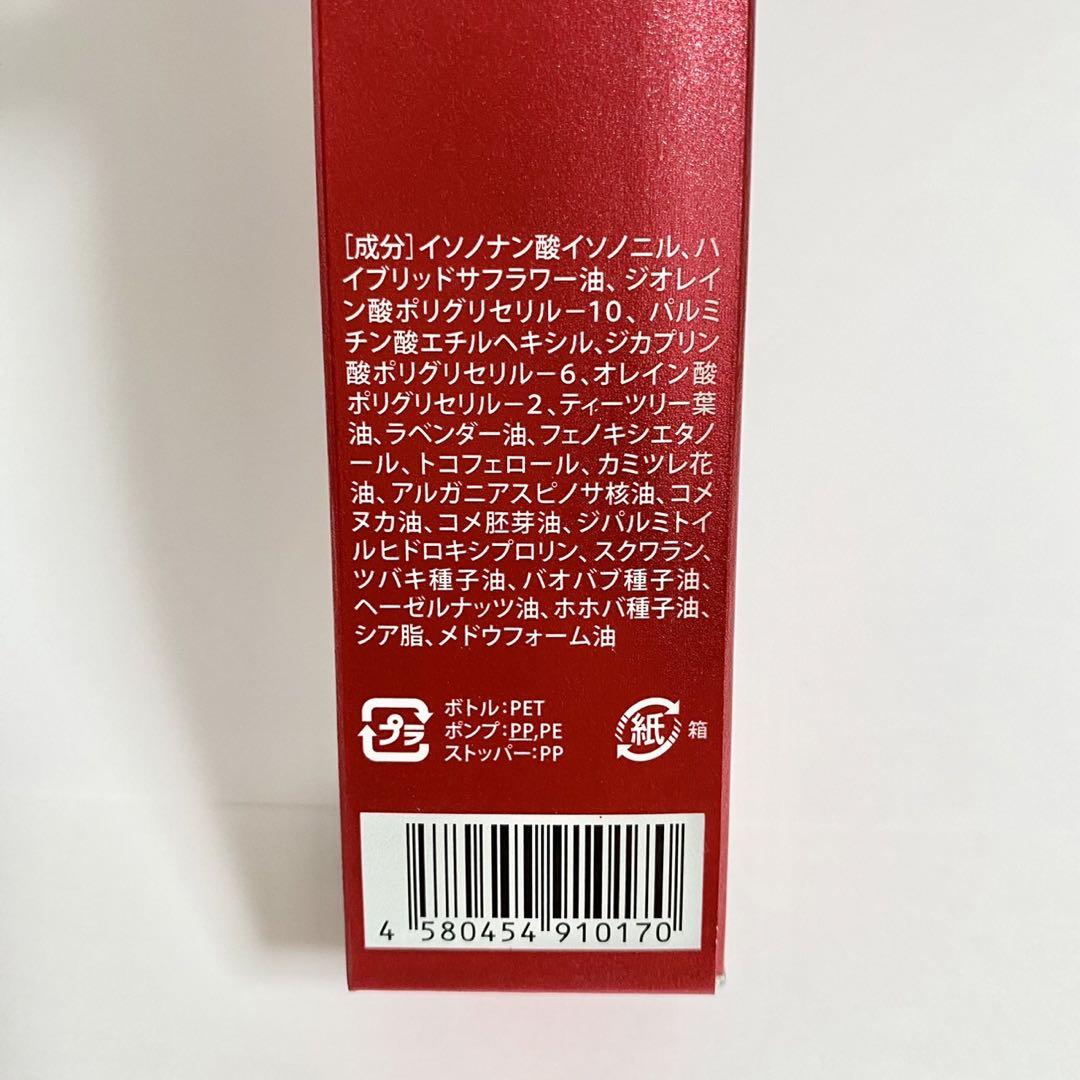 [成分]イソノナン酸イソノニル、ハ
イブリッドサフラワー油、ジオレイ
ン酸ポリグリセリル－10、パルミ
チン酸エチルヘキシル、ジカプリン
酸ポリグリセリル－6、オレイン酸
ポリグリセリル－2、ティーツリー葉
油、ラベンダー油、フェノキシエタノ
ール、トコフェロール、カミツレ花
油、アルガニアスピノサ核油、コメ
ヌカ油、コメ胚芽油、ジパルミトイ
ルヒドロキシプロリン、スクワラン、
ツバキ種子油、バオバブ種子油、
ヘーゼルナッツ油、ホホバ種子油、
シア脂、メドウフォーム油
プラ
ボトル：PET
ポンプ：PP,PE
ストッパー：PP
紙 箱
4 580454 910170